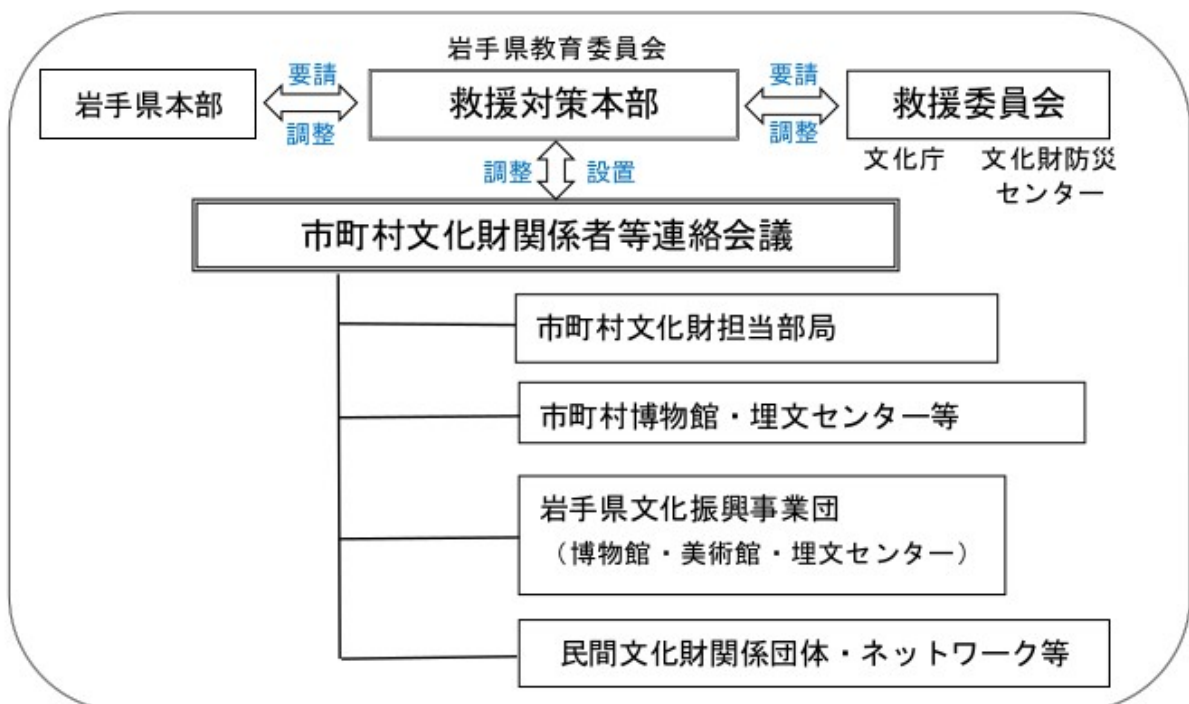 岩手県教育委員会
岩手県本部
要請
調整
救援対策本部
要請
調整
救援委員会
文化庁
文化財防災
センター
調整
設置
市町村文化財関係者等連絡会議
市町村文化財担当部局
市町村博物館・埋文センター等
岩手県文化振興事業団
（博物館・美術館・埋文センター）
民間文化財関係団体・ネットワーク等